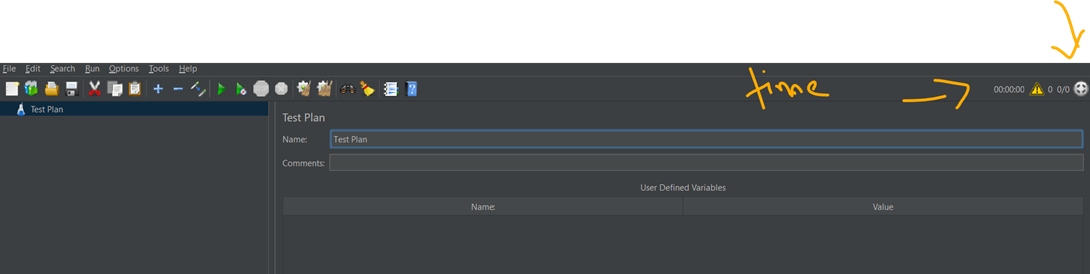 File Edit Search Run Options Tools Help
time
00:00:00 0 0/0
Test Plan
Test Plan
Name: Test Plan
Comments:
User Defined Variables
Name: Value